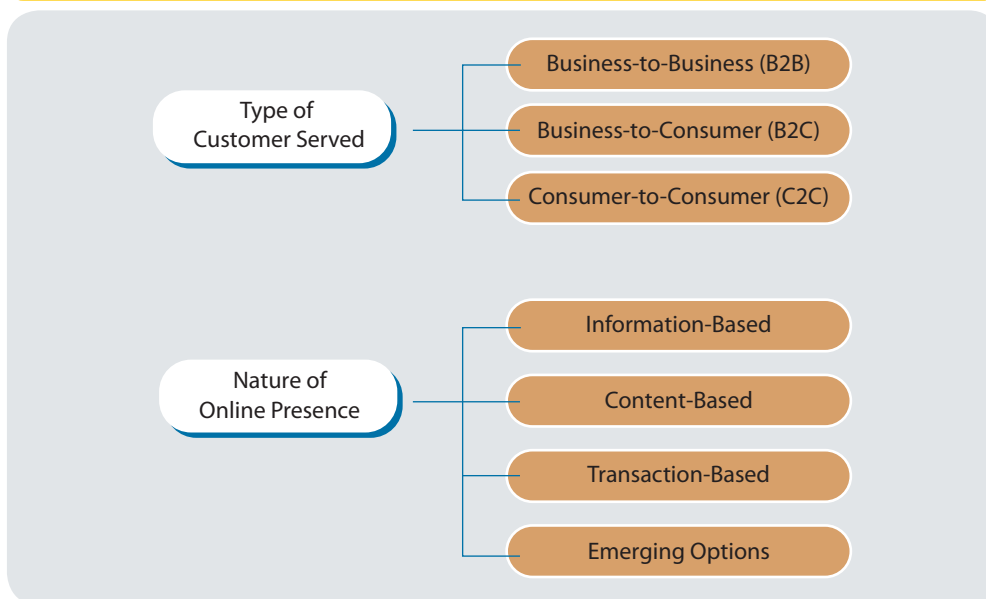 Type of
Customer Served
Business-to-Business (B2B)
Business-to-Consumer (B2C)
Consumer-to-Consumer (C2C)
Nature of
Online Presence
Information-Based
Content-Based
Transaction-Based
Emerging Options